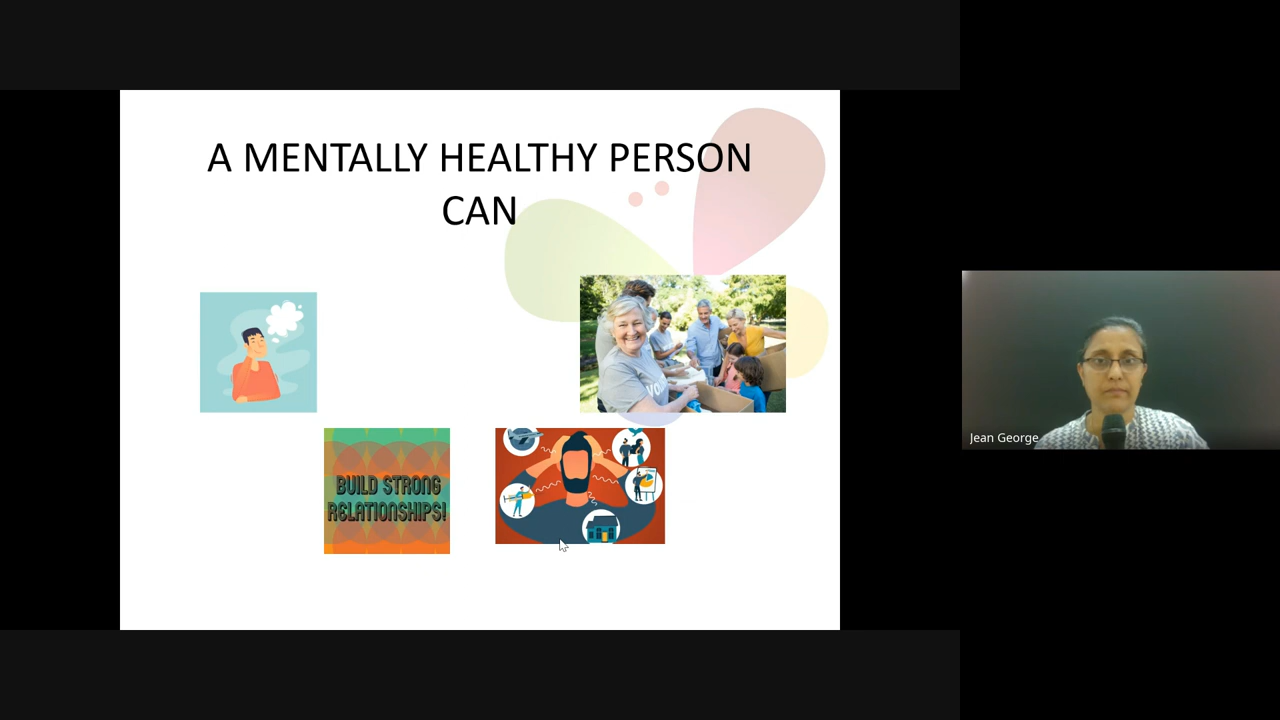 A MENTALLY HEALTHY PERSON
CAN
BUILD STRONG
RELATIONSHIPS!
Jean George